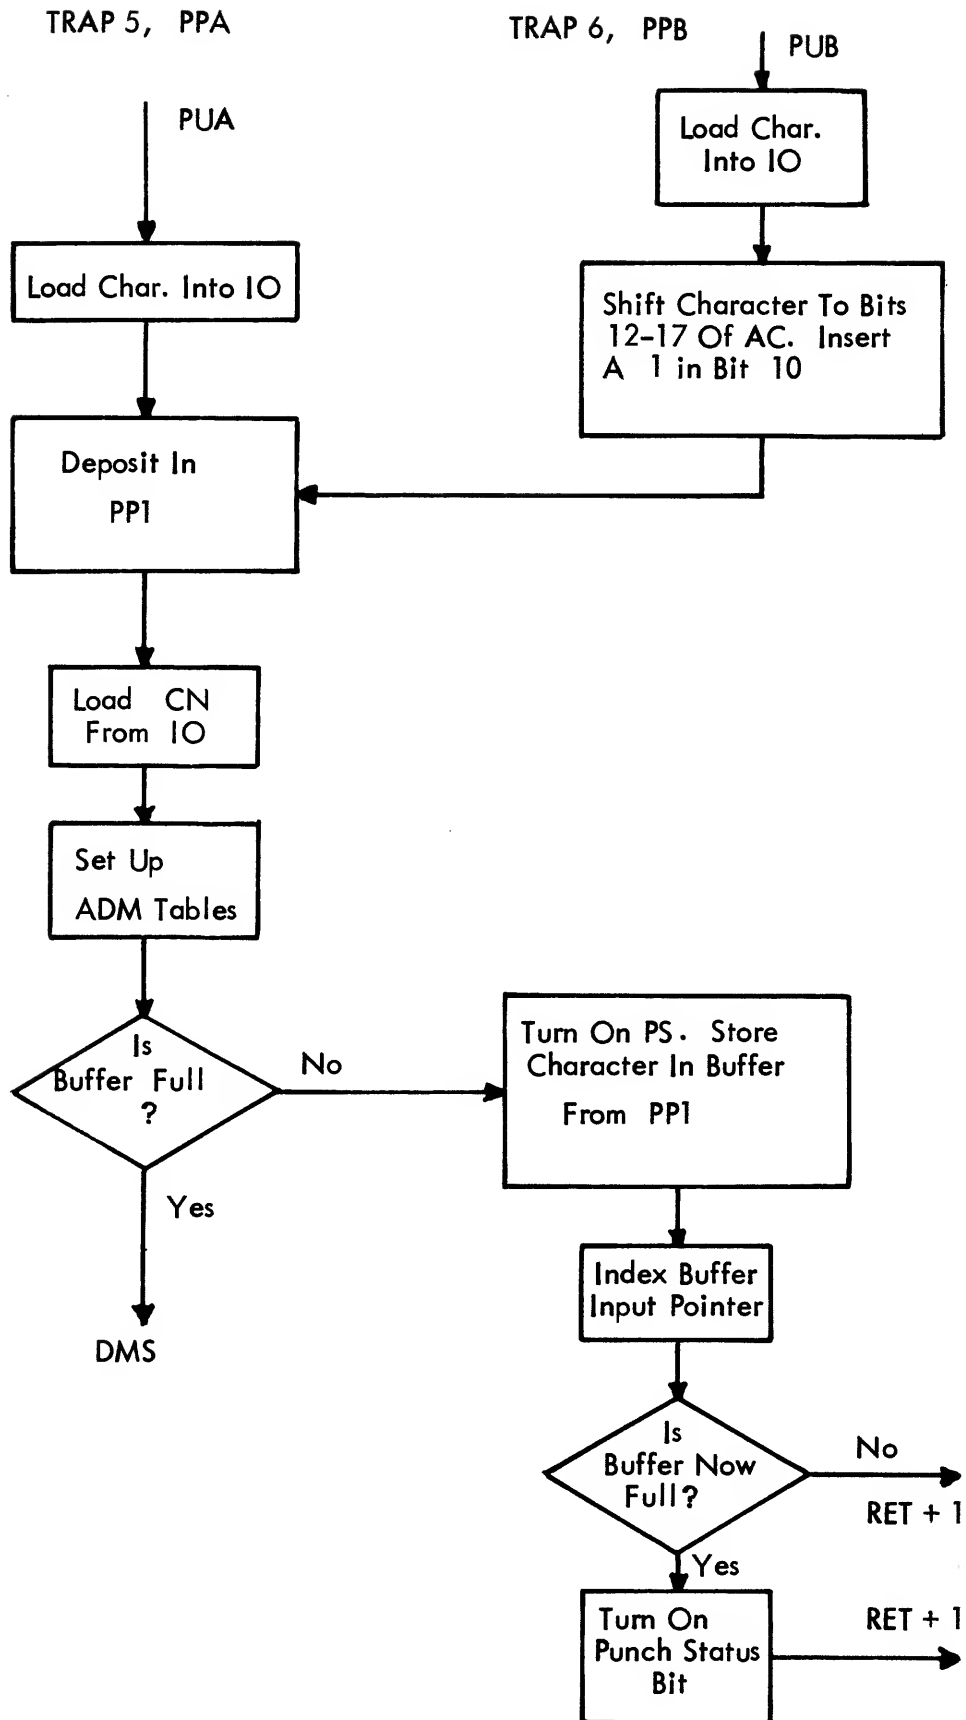 TRAP 5, PPA
TRAP 6, PPB
PUB
PUA
Load Char.
Into IO
Load Char. Into IO
Shift Character To Bits
12-17 Of AC. Insert
A 1 in Bit 10
Deposit In
PP1
Load CN
From IO
Set Up
ADM Tables
Is
Buffer Full
?
No
Yes
DMS
Turn On PS. Store
Character In Buffer
From PP1
Index Buffer
Input Pointer
Is
Buffer Now
Full?
No
RET + 1
Yes
Turn On
Punch Status
Bit
RET + 1